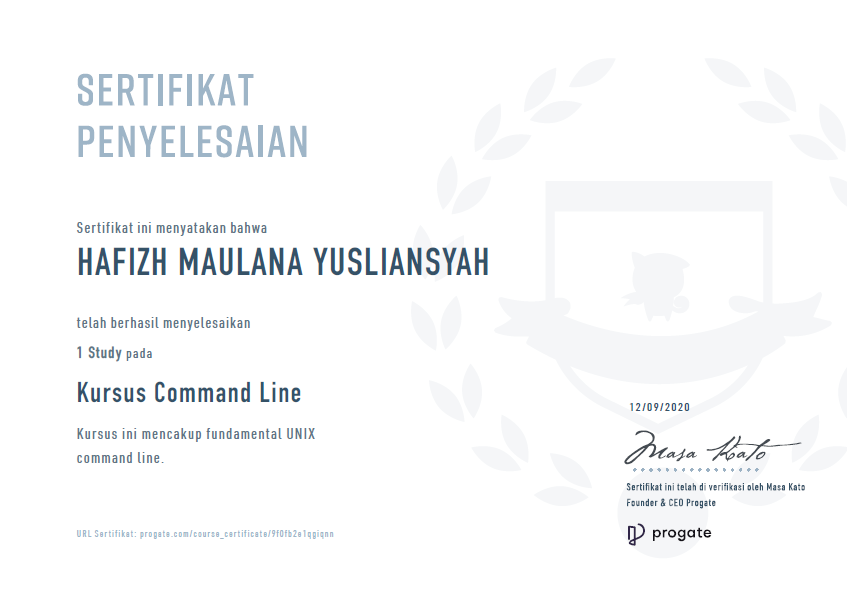 SERTIFIKAT
PENYELESAIAN
Sertifikat ini menyatakan bahwa
HAFIZH MAULANA YUSLIANSYAH
telah berhasil menyelesaikan
1 Study pada
Kursus Command Line
Kursus ini mencakup fundamental UNIX
command line.
12/09/2020
Masa Kato
Sertifikat ini telah di verifikasi oleh Masa Kato
Founder & CEO Progate
progate
URL Sertifikat: progate.com/course_certificate/9f0fb2e1qgiqnn